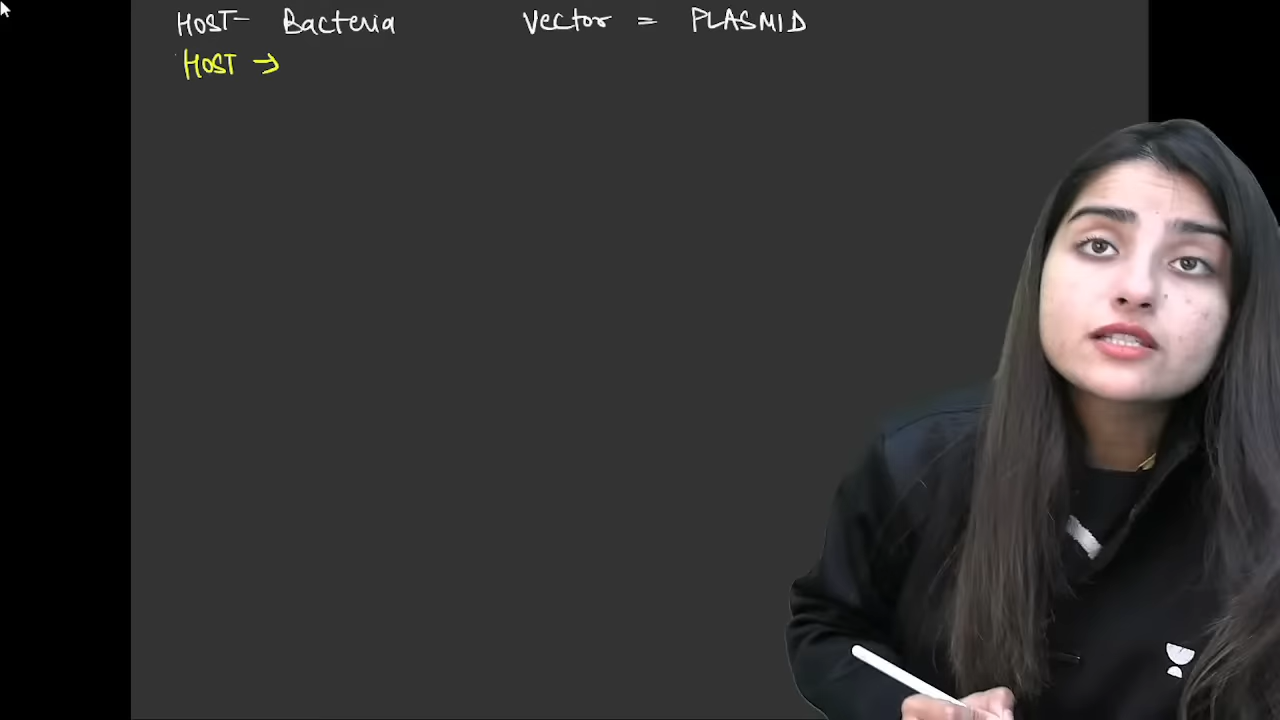 HOST- Bacteria Vector = PLASMID
HOST →